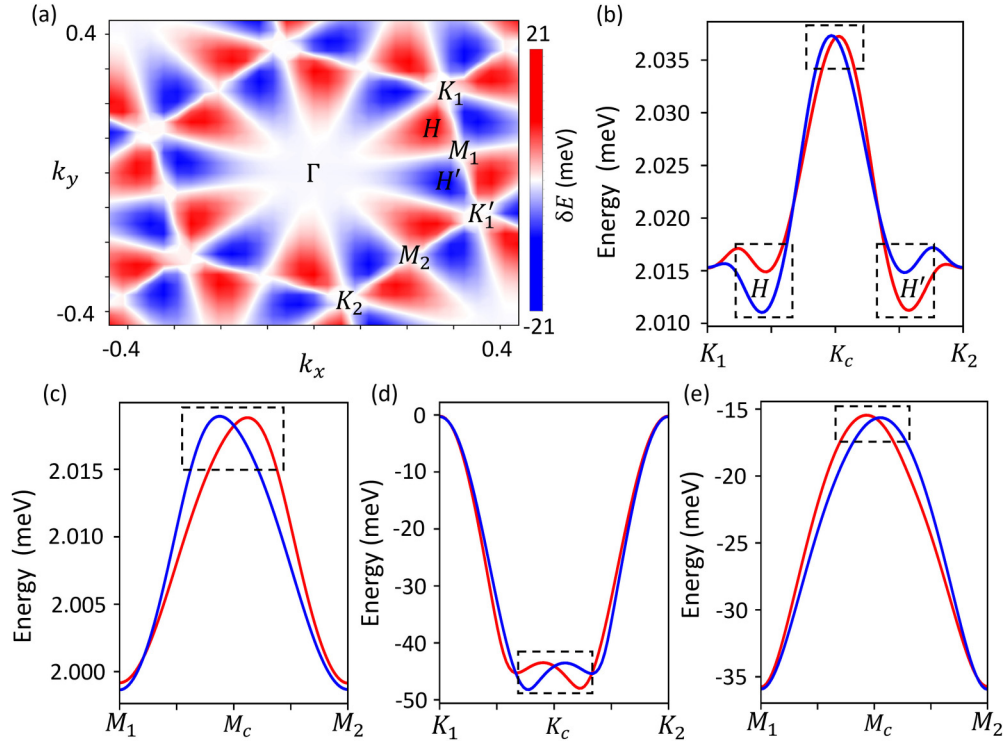 (a)
0.4
k_y
-0.4
-0.4
k_x
0.4
Γ
K_1
H
M_1
H'
K_1'
M_2
K_2
21
δE (meV)
-21
(b)
Energy (meV)
2.035
2.030
2.025
2.020
2.015
2.010
H
H'
K_1
K_c
K_2
(c)
Energy (meV)
2.015
2.010
2.005
2.000
M_1
M_c
M_2
(d)
Energy (meV)
0
-10
-20
-30
-40
-50
K_1
K_c
K_2
(e)
Energy (meV)
-15
-20
-25
-30
-35
M_1
M_c
M_2